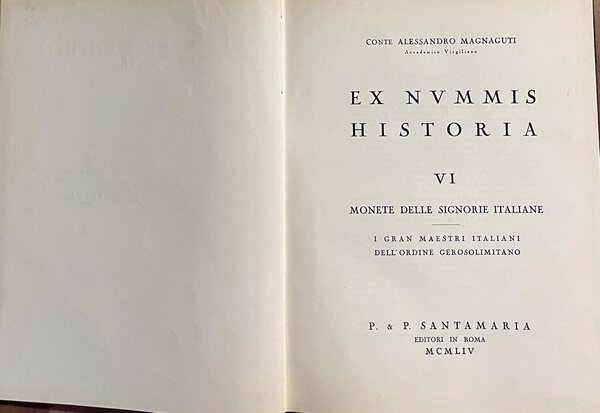 CONTE ALESSANDRO MAGNAGUTI
Accademico Virgiliano
EX NVMMIS
HISTORIA
VI
MONETE DELLE SIGNORIE ITALIANE
I GRAN MAESTRI ITALIANI
DELL'ORDINE GEROSOLIMITANO
P. & P. SANTAMARIA
EDITORI IN ROMA
MCMLIV